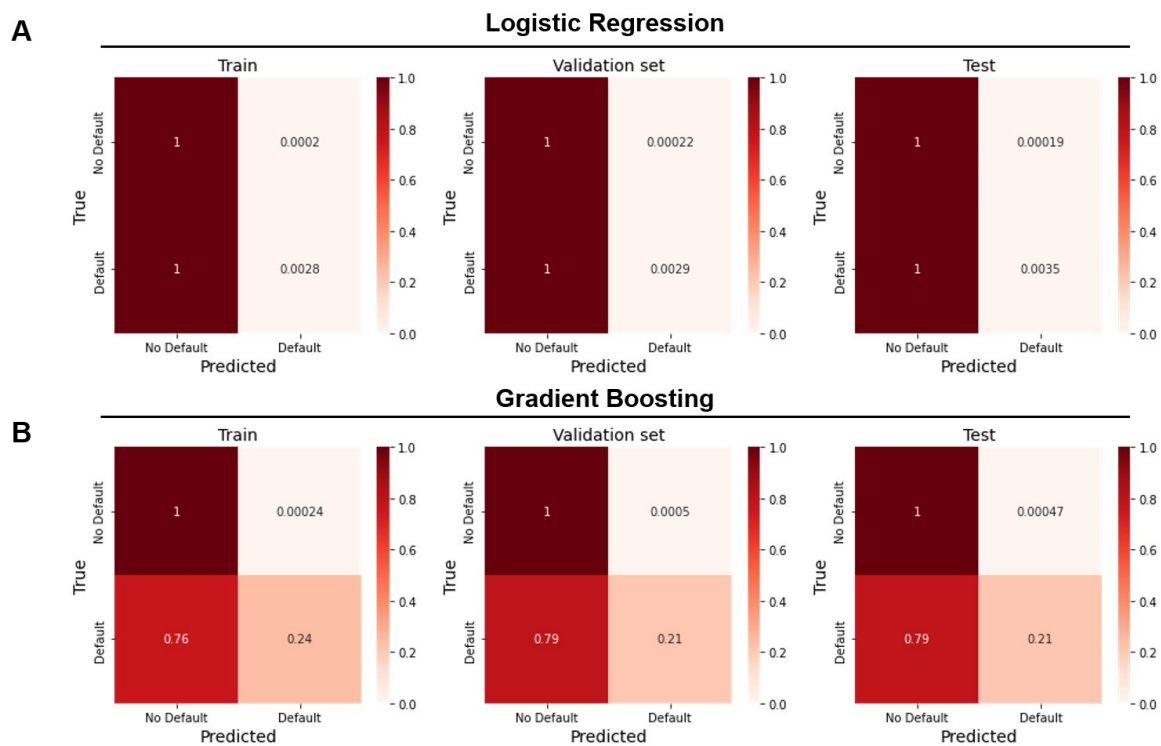 A
Logistic Regression
Train
Validation set
Test
True
No Default
Default
1
0.0002
1
0.0028
1.0
0.8
0.6
0.4
0.2
0.0
No Default
Default
Predicted
True
No Default
Default
1
0.00022
1
0.0029
1.0
0.8
0.6
0.4
0.2
0.0
No Default
Default
Predicted
True
No Default
Default
1
0.00019
1
0.0035
1.0
0.8
0.6
0.4
0.2
0.0
No Default
Default
Predicted
B
Gradient Boosting
Train
Validation set
Test
True
No Default
Default
1
0.00024
0.76
0.24
1.0
0.8
0.6
0.4
0.2
0.0
No Default
Default
Predicted
True
No Default
Default
1
0.0005
0.79
0.21
1.0
0.8
0.6
0.4
0.2
0.0
No Default
Default
Predicted
True
No Default
Default
1
0.00047
0.79
0.21
1.0
0.8
0.6
0.4
0.2
0.0
No Default
Default
Predicted